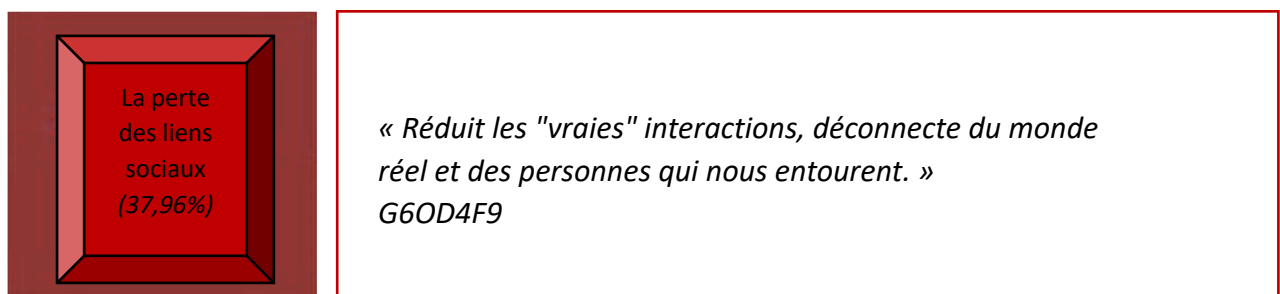 La perte
des liens
sociaux
(37,96%)
« Réduit les "vraies" interactions, déconnecte du monde
réel et des personnes qui nous entourent. »
G6OD4F9